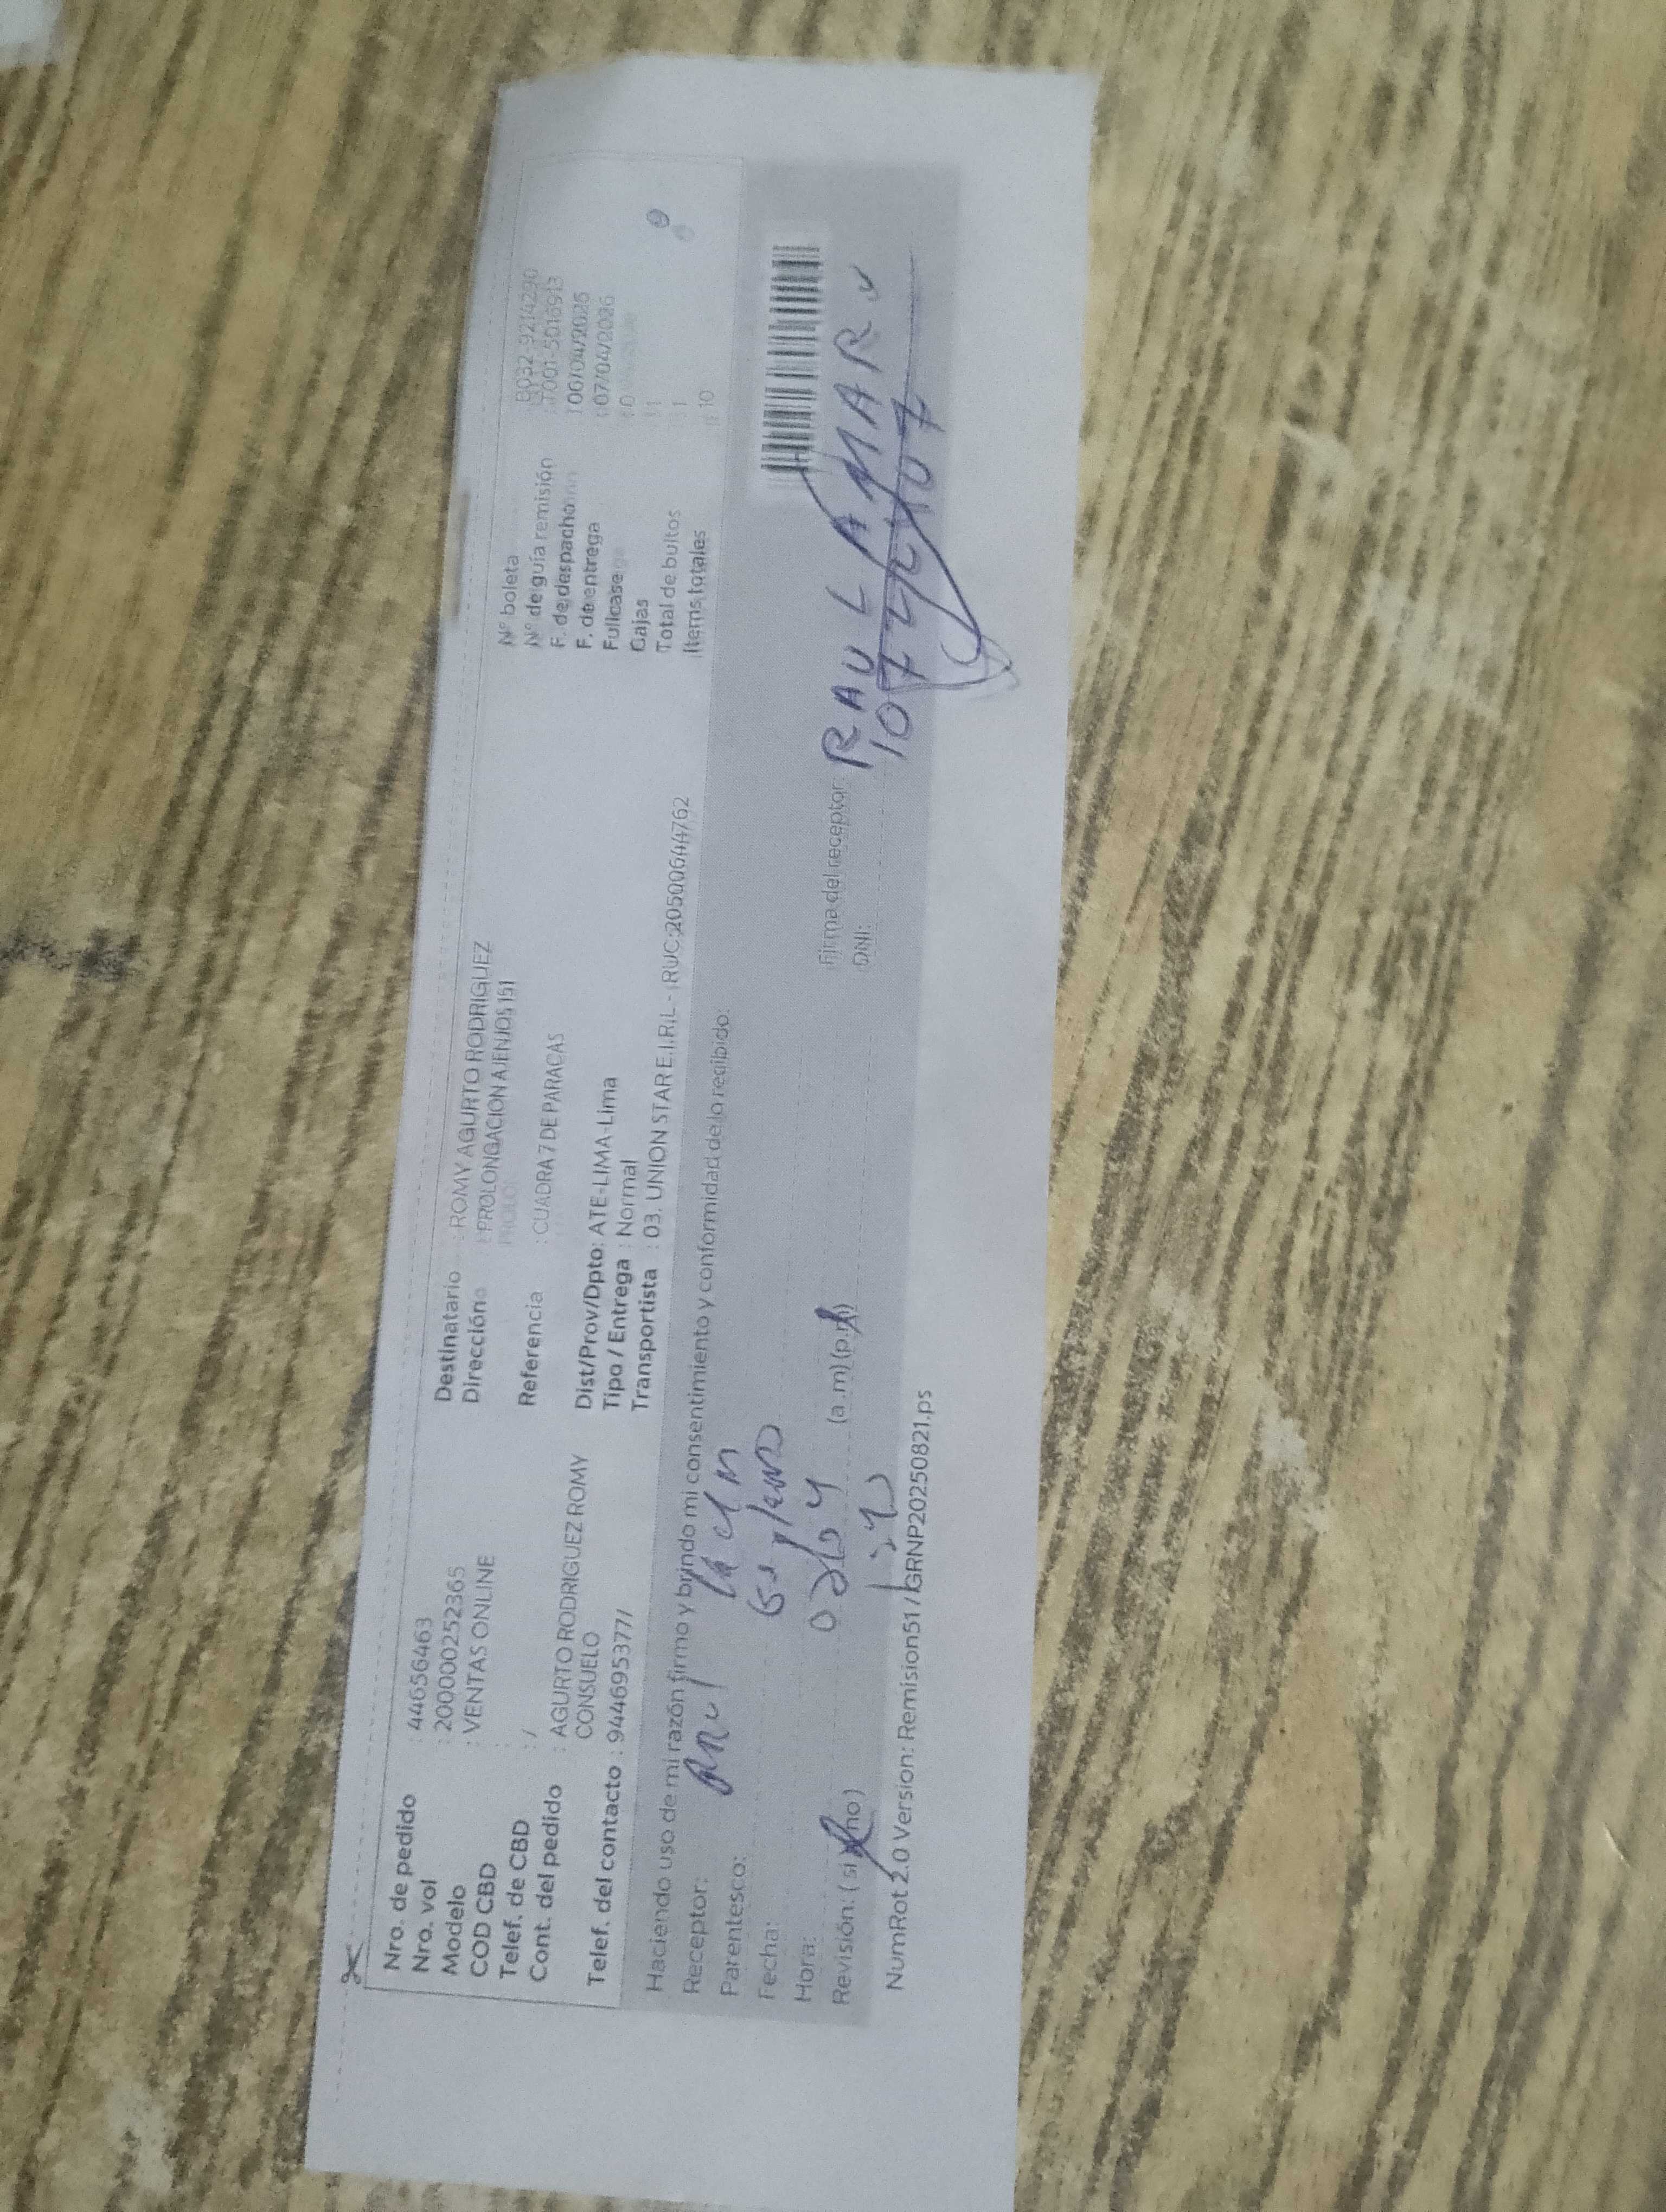 Nro. de pedido : 44656463
Nro. vol : 2000000252365
Modelo : VENTAS ONLINE
COD CBD :
Telef. de CBD : /
Cont. del pedido : AGURTO RODRIGUEZ ROMY
CONSUELO
Telef. del contacto : 944695377/
Destinatario : ROMY AGURTO RODRIGUEZ
Dirección : PROLONGACION AJENJOS 151
Referencia : CUADRA 7 DE PARACAS
Dist/Prov/Dpto: ATE-LIMA-Lima
Tipo / Entrega : Normal
Transportista : 03. UNION STAR E.I.R.L - RUC:
Nº boleta
Nº de guía remisión : T001-
F. de despacho : 06/04/2026
F. de entrega : 07/04/2026
Fullcase
Cajas : 1
Total de bultos : 1
Items totales : 10
Haciendo uso de mi razón firmo y brindo mi consentimiento y conformidad de lo recibido:
Receptor:
Parentesco:
Fecha:
Hora: (a .m) (p.m)
Revisión: ( si / no )
Firma del receptor RAUL LAMAR
DNI:
NumRot 2.0 Version: Remision51 / GRNP20250821.ps